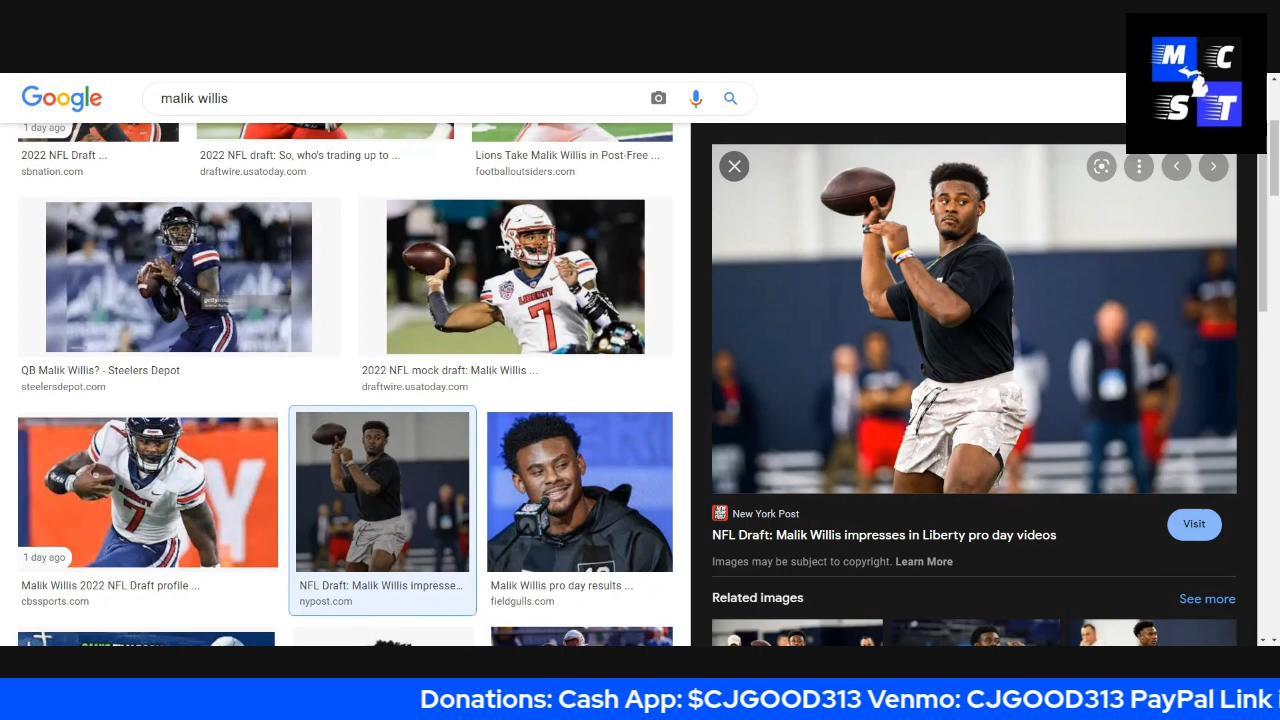 M C
S T
Google
malik willis
1 day ago
2022 NFL Draft ...
sbnation.com
2022 NFL draft: So, who's trading up to ...
draftwire.usatoday.com
Lions Take Malik Willis in Post-Free ...
footballoutsiders.com
gettyimages
LIBERTY
7
QB Malik Willis? - Steelers Depot
steelersdepot.com
2022 NFL mock draft: Malik Willis ...
draftwire.usatoday.com
LIBERTY
7
1 day ago
Malik Willis 2022 NFL Draft profile ...
cbssports.com
NFL Draft: Malik Willis impresse...
nypost.com
Malik Willis pro day results ...
fieldgulls.com
New York Post
NFL Draft: Malik Willis impresses in Liberty pro day videos
Visit
Images may be subject to copyright. Learn More
Related images
See more
Donations: Cash App: $CJGOOD313 Venmo: CJGOOD313 PayPal Link